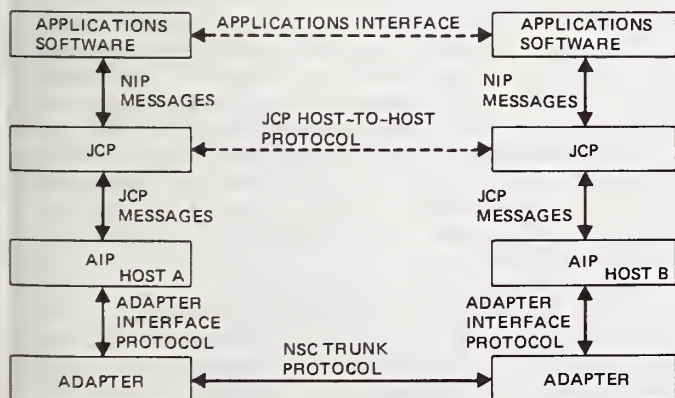 APPLICATIONS
SOFTWARE
APPLICATIONS INTERFACE
APPLICATIONS
SOFTWARE
NIP
MESSAGES
NIP
MESSAGES
JCP
JCP HOST-TO-HOST
PROTOCOL
JCP
JCP
MESSAGES
JCP
MESSAGES
AIP
HOST A
AIP
HOST B
ADAPTER
INTERFACE
PROTOCOL
ADAPTER
INTERFACE
PROTOCOL
ADAPTER
NSC TRUNK
PROTOCOL
ADAPTER